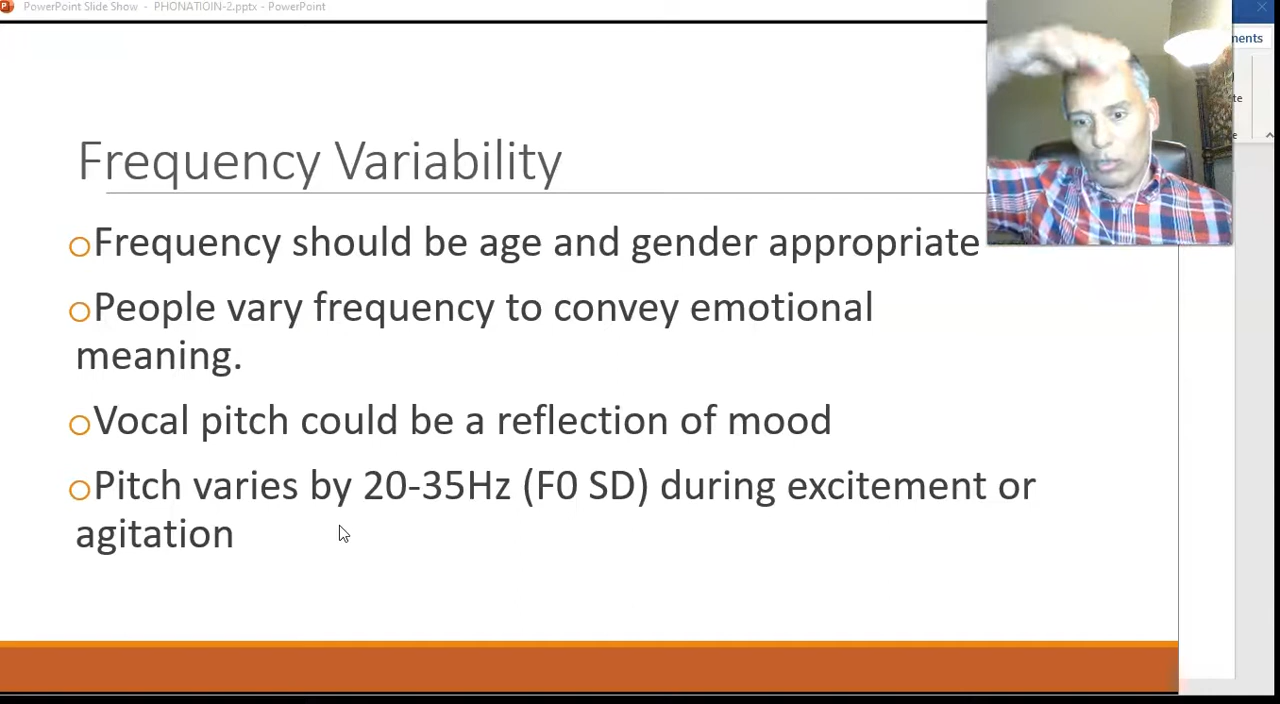 PowerPoint Slide Show - PHONATIOIN-2.pptx - PowerPoint
nents
te
e
Frequency Variability
Frequency should be age and gender appropriate
People vary frequency to convey emotional
meaning.
Vocal pitch could be a reflection of mood
Pitch varies by 20-35Hz (F0 SD) during excitement or
agitation